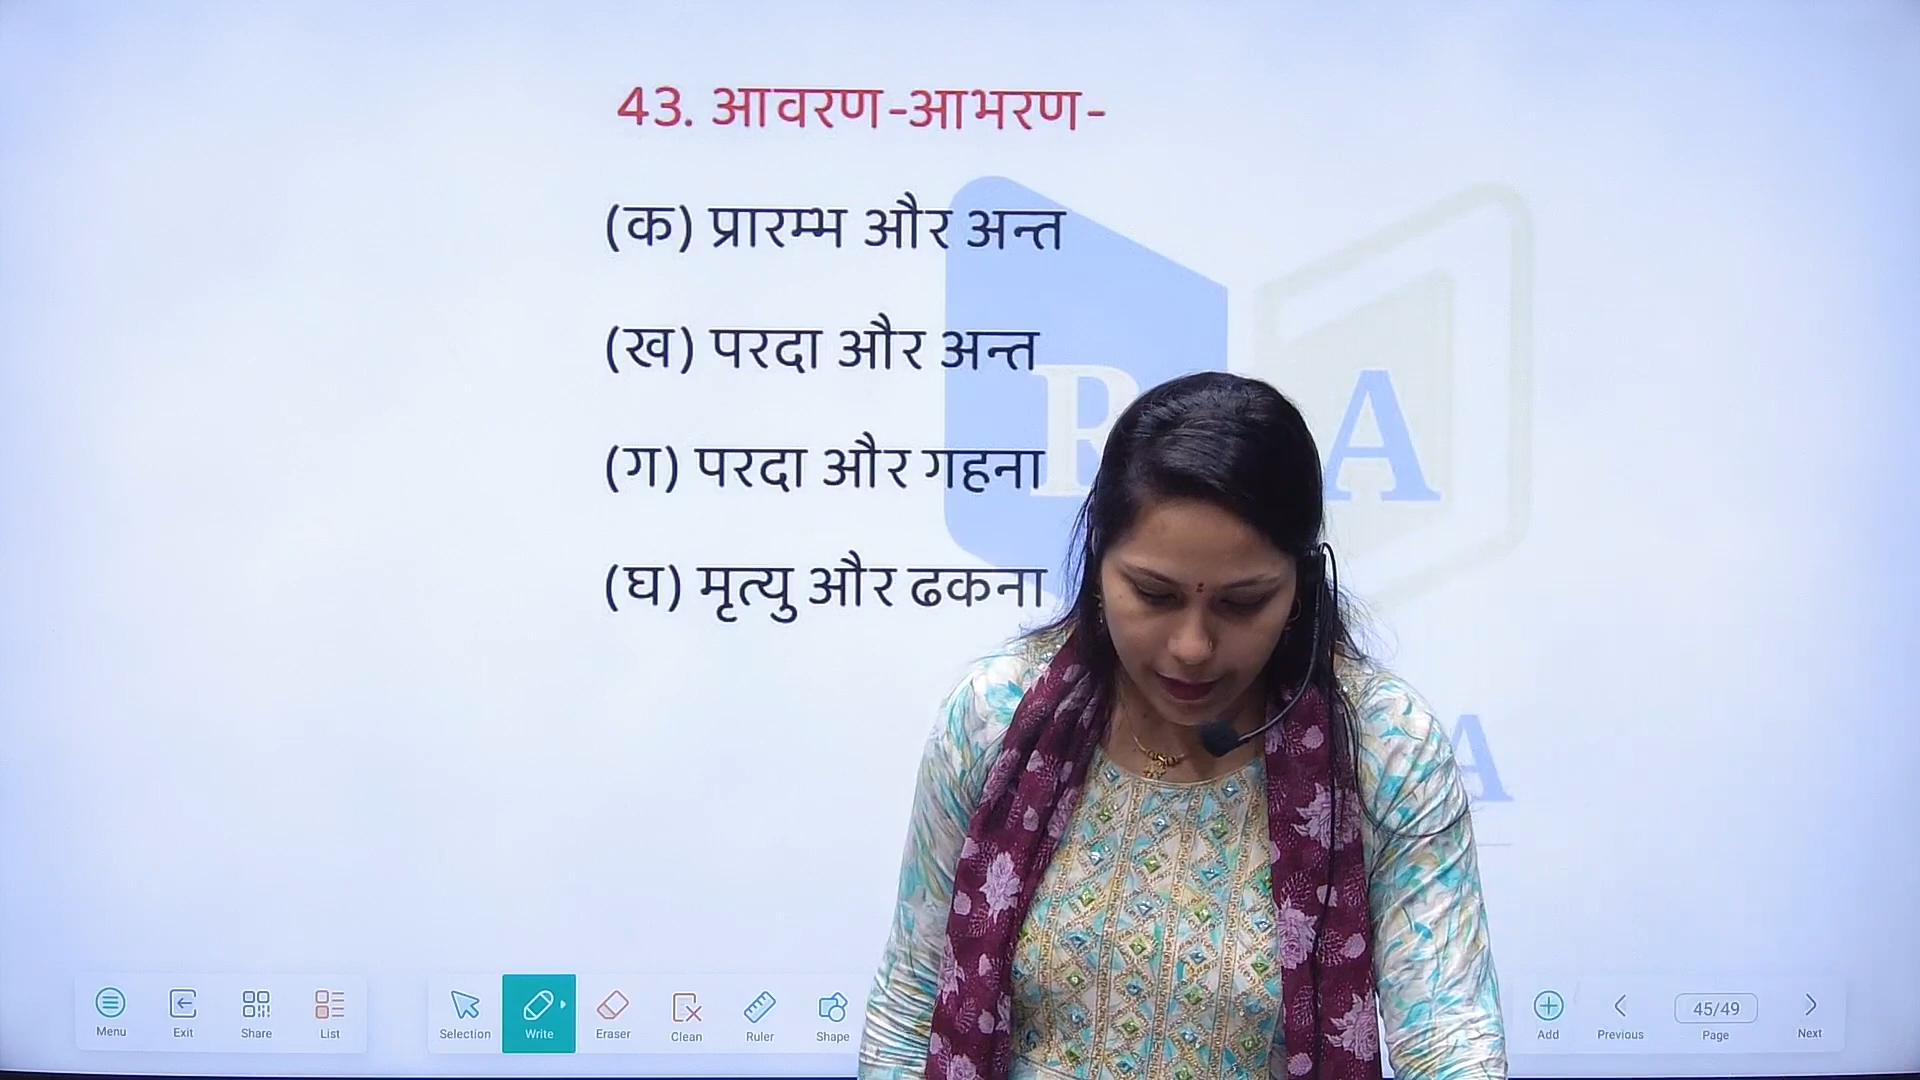 43. आवरण-आभरण-
(क) प्रारम्भ और अन्त
(ख) परदा और अन्त
(ग) परदा और गहना
(घ) मृत्यु और ढकना
R A
A
Menu Exit Share List Selection Write Eraser Clean Ruler Shape Add Previous 45/49 Page Next